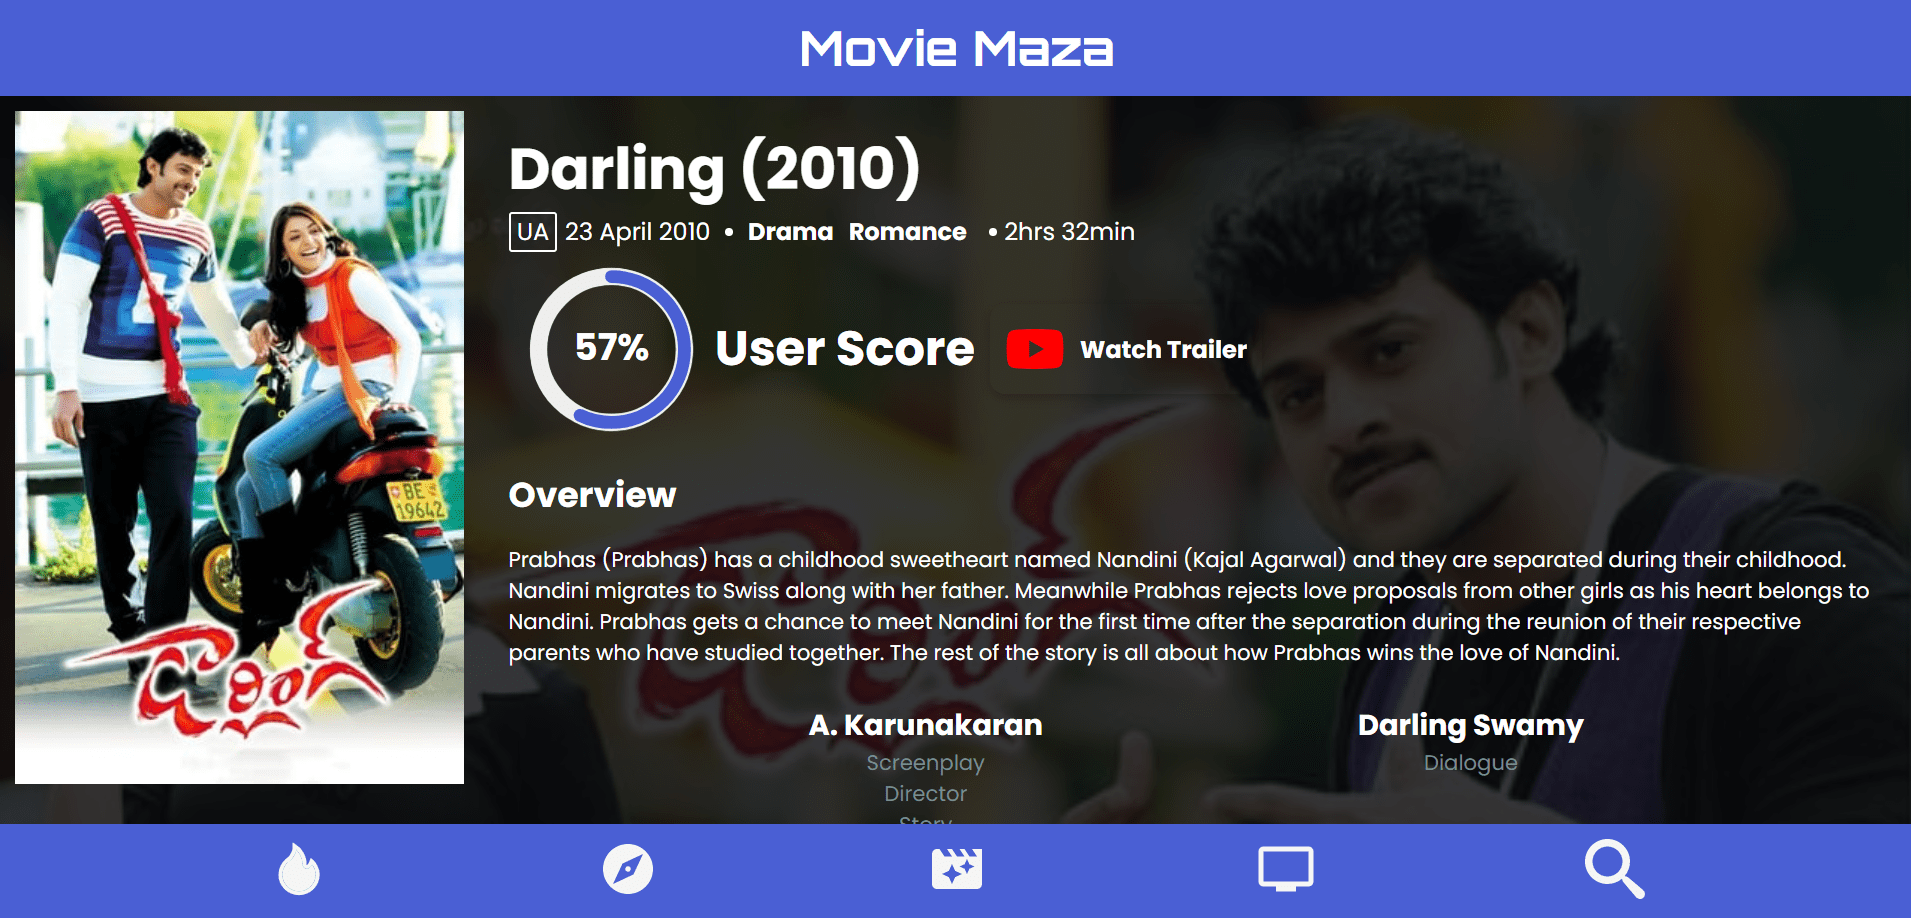 Movie Maza
Darling (2010)
UA 23 April 2010 • Drama Romance • 2hrs 32min
57%
User Score
Watch Trailer
BE
19642
డార్లింగ్
Overview
Prabhas (Prabhas) has a childhood sweetheart named Nandini (Kajal Agarwal) and they are separated during their childhood.
Nandini migrates to Swiss along with her father. Meanwhile Prabhas rejects love proposals from other girls as his heart belongs to
Nandini. Prabhas gets a chance to meet Nandini for the first time after the separation during the reunion of their respective
parents who have studied together. The rest of the story is all about how Prabhas wins the love of Nandini.
A. Karunakaran
Screenplay
Director
Story
Darling Swamy
Dialogue